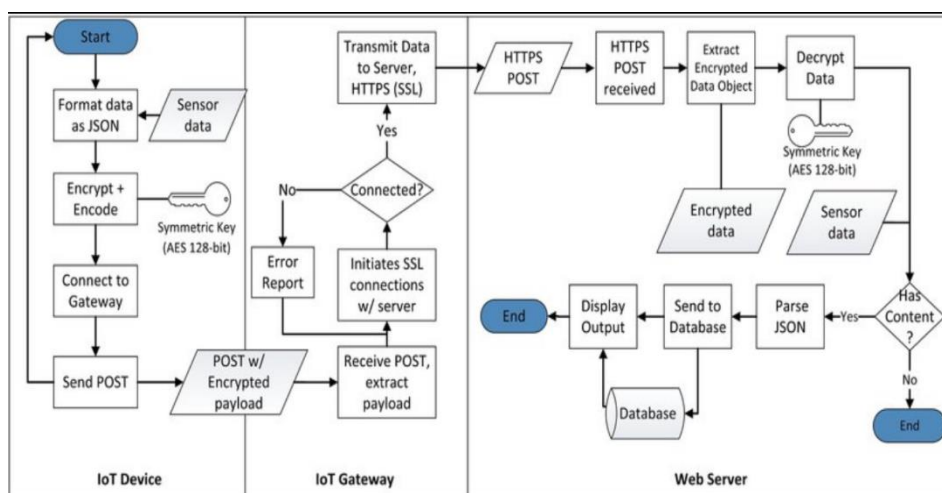 Start
Format data
as JSON
Sensor
data
Encrypt +
Encode
Symmetric Key
(AES 128-bit)
Connect to
Gateway
Send POST
IoT Device
POST w/
Encrypted
payload
Transmit Data
to Server,
HTTPS (SSL)
Yes
Connected?
No
Error
Report
Initiates SSL
connections
w/ server
Receive POST,
extract
payload
IoT Gateway
HTTPS
POST
HTTPS
POST
received
Extract
Encrypted
Data Object
Decrypt
Data
Symmetric Key
(AES 128-bit)
Encrypted
data
Sensor
data
Has
Content
?
Yes
No
End
Parse
JSON
Send to
Database
Display
Output
End
Database
Web Server